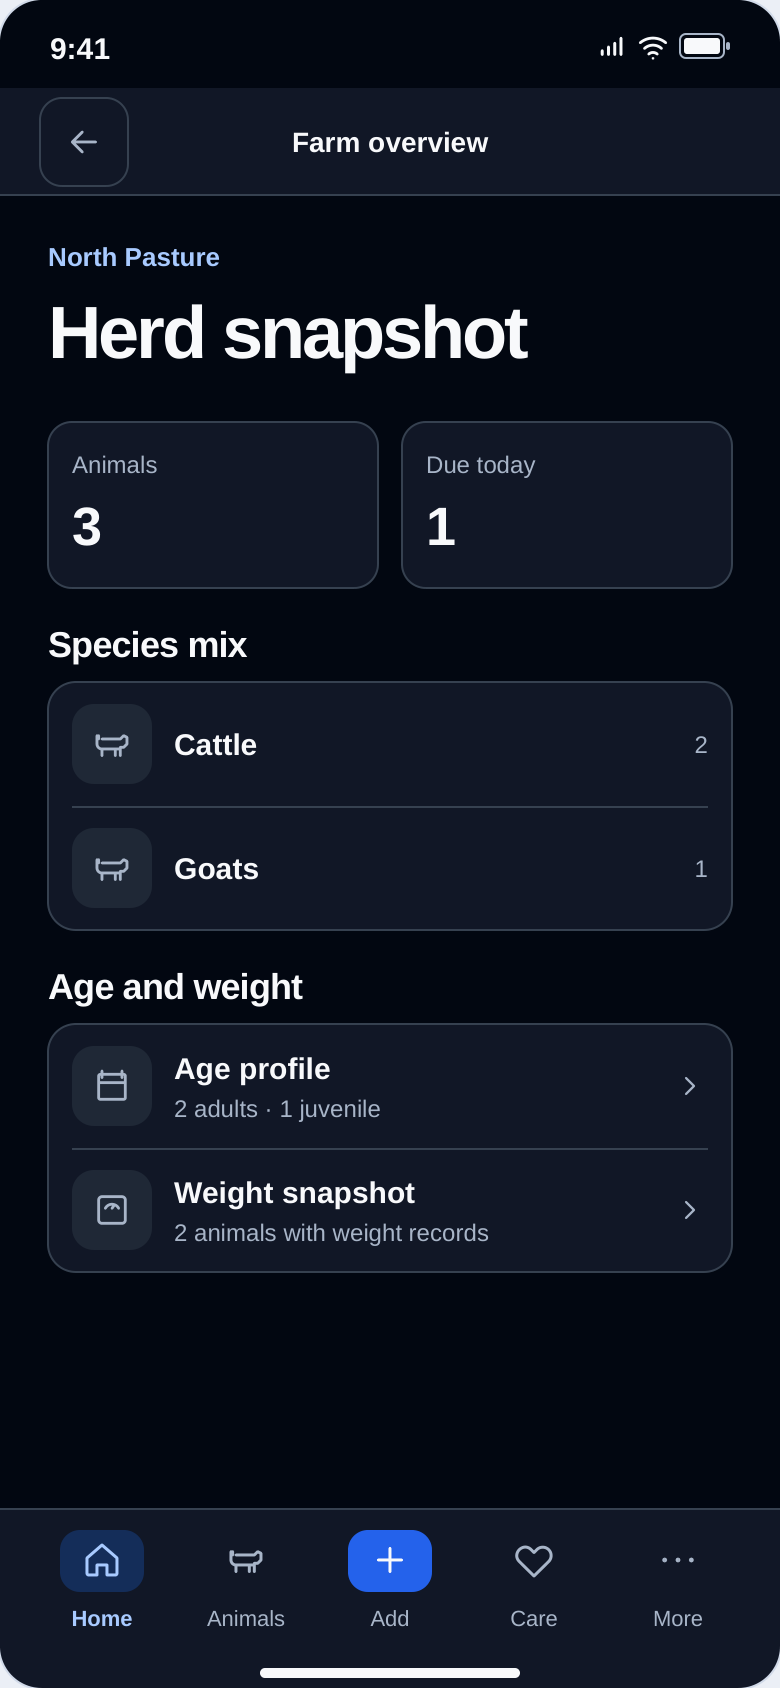 9:41
Farm overview
North Pasture
Herd snapshot
Animals
3
Due today
1
Species mix
Cattle
2
Goats
1
Age and weight
Age profile
2 adults · 1 juvenile
Weight snapshot
2 animals with weight records
Home
Animals
Add
Care
More